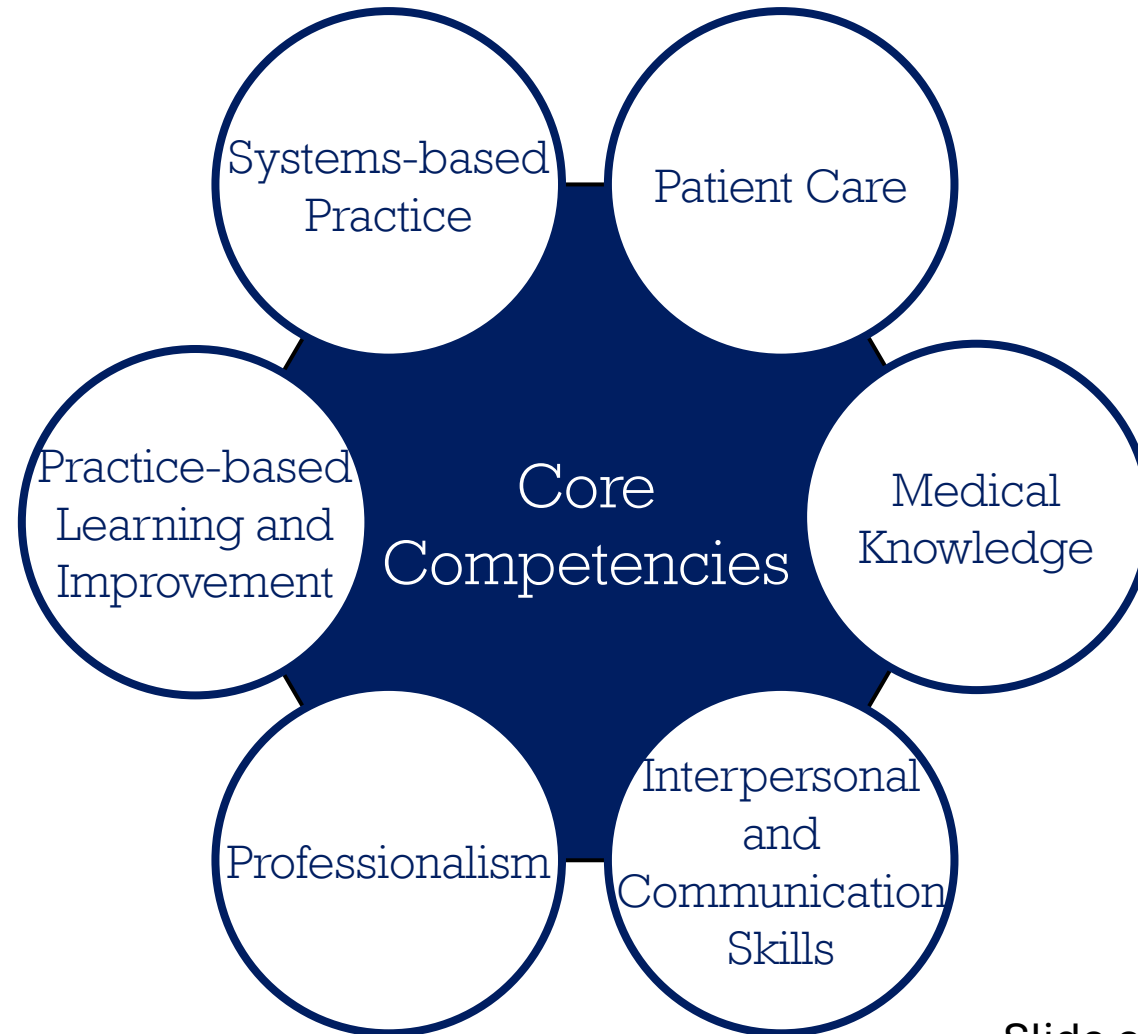 Systems-based
Practice
Patient Care
Practice-based
Learning and
Improvement
Core
Competencies
Medical
Knowledge
Professionalism
Interpersonal
and
Communication
Skills